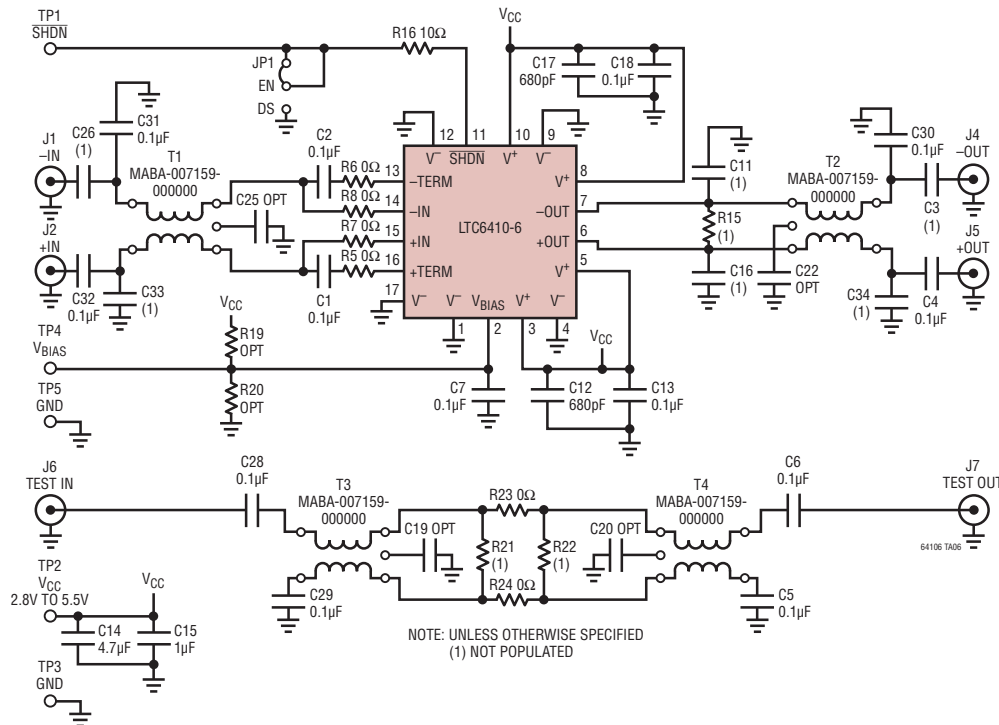 TP1
SHDN
R16 10Ω
JP1
EN
DS
VCC
C17
680pF
C18
0.1µF
J1
–IN
C26
(1)
C31
0.1µF
T1
MABA-007159-
000000
C25 OPT
C2
0.1µF
R6 0Ω
R8 0Ω
R7 0Ω
R5 0Ω
C1
0.1µF
J2
+IN
C32
0.1µF
C33
(1)
12
11
10
9
V–
SHDN
V+
V–
13
–TERM
14
–IN
15
+IN
16
+TERM
17
V–
LTC6410-6
V+
8
–OUT
7
+OUT
6
V+
5
V–
VBIAS
V+
V–
1
2
3
4
C11
(1)
R15
(1)
C16
(1)
T2
MABA-007159-
000000
C22
OPT
C30
0.1µF
J4
–OUT
C3
(1)
J5
+OUT
C34
(1)
C4
0.1µF
TP4
VBIAS
VCC
R19
OPT
R20
OPT
TP5
GND
C7
0.1µF
VCC
C12
680pF
C13
0.1µF
J6
TEST IN
C28
0.1µF
T3
MABA-007159-
000000
C19 OPT
C29
0.1µF
R23 0Ω
R21
(1)
R22
(1)
R24 0Ω
C20 OPT
T4
MABA-007159-
000000
C6
0.1µF
C5
0.1µF
J7
TEST OUT
64106 TA06
TP2
VCC
2.8V TO 5.5V
VCC
C14
4.7µF
C15
1µF
TP3
GND
NOTE: UNLESS OTHERWISE SPECIFIED
(1) NOT POPULATED